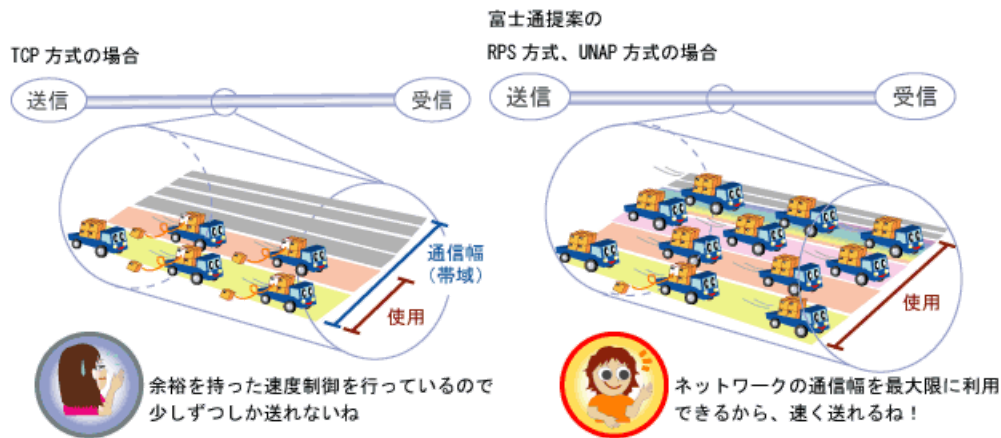 TCP 方式の場合
送信
受信
通信幅
(帯域)
使用
余裕を持った速度制御を行っているので
少しずつしか送れないね
富士通提案の
RPS 方式、UNAP 方式の場合
送信
受信
使用
ネットワークの通信幅を最大限に利用
できるから、速く送れるね!